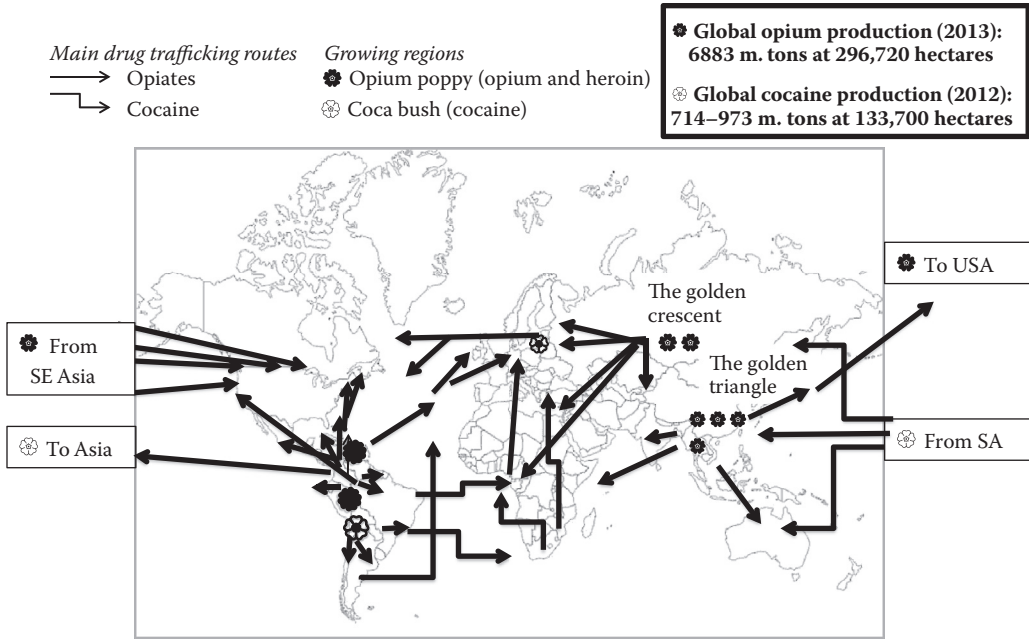 Main drug trafficking routes
Opiates
Cocaine
Growing regions
Opium poppy (opium and heroin)
Coca bush (cocaine)
Global opium production (2013):
6883 m. tons at 296,720 hectares
Global cocaine production (2012):
714–973 m. tons at 133,700 hectares
The golden
crescent
The golden
triangle
To USA
From
SE Asia
To Asia
From SA